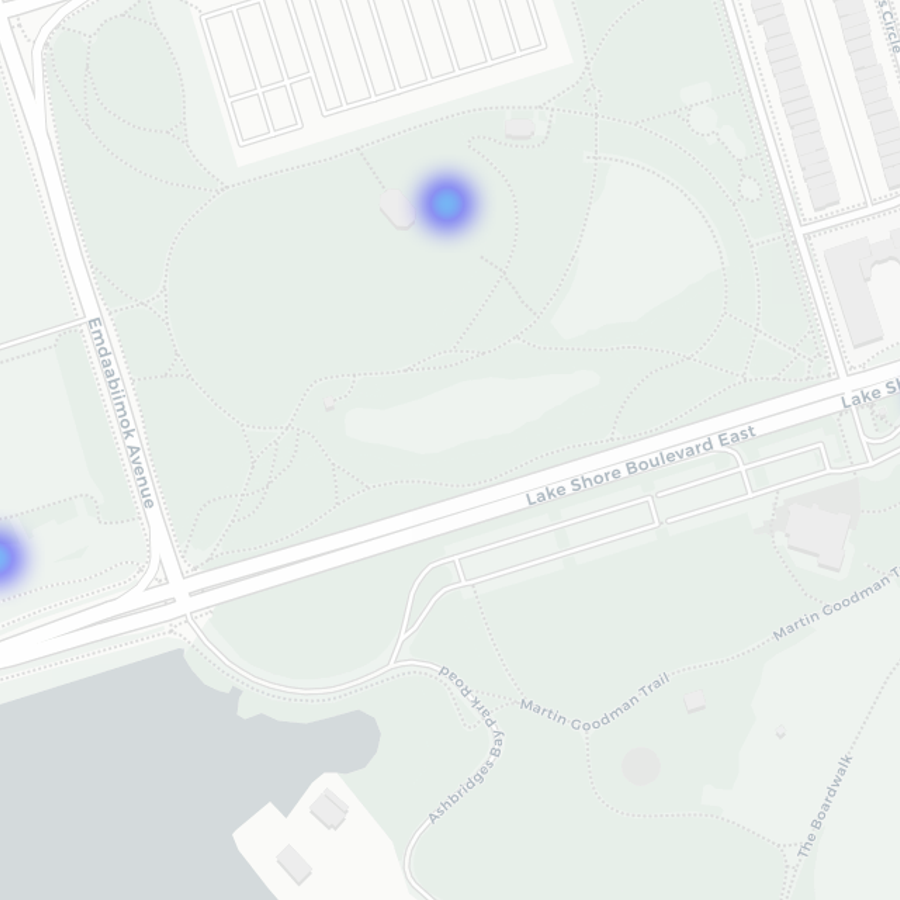 s Circle
Emdaabiimok Avenue
Lake Sh
Lake Shore Boulevard East
Martin Goodman T
Ashbridges Bay Park Road
Martin Goodman Trail
The Boardwalk